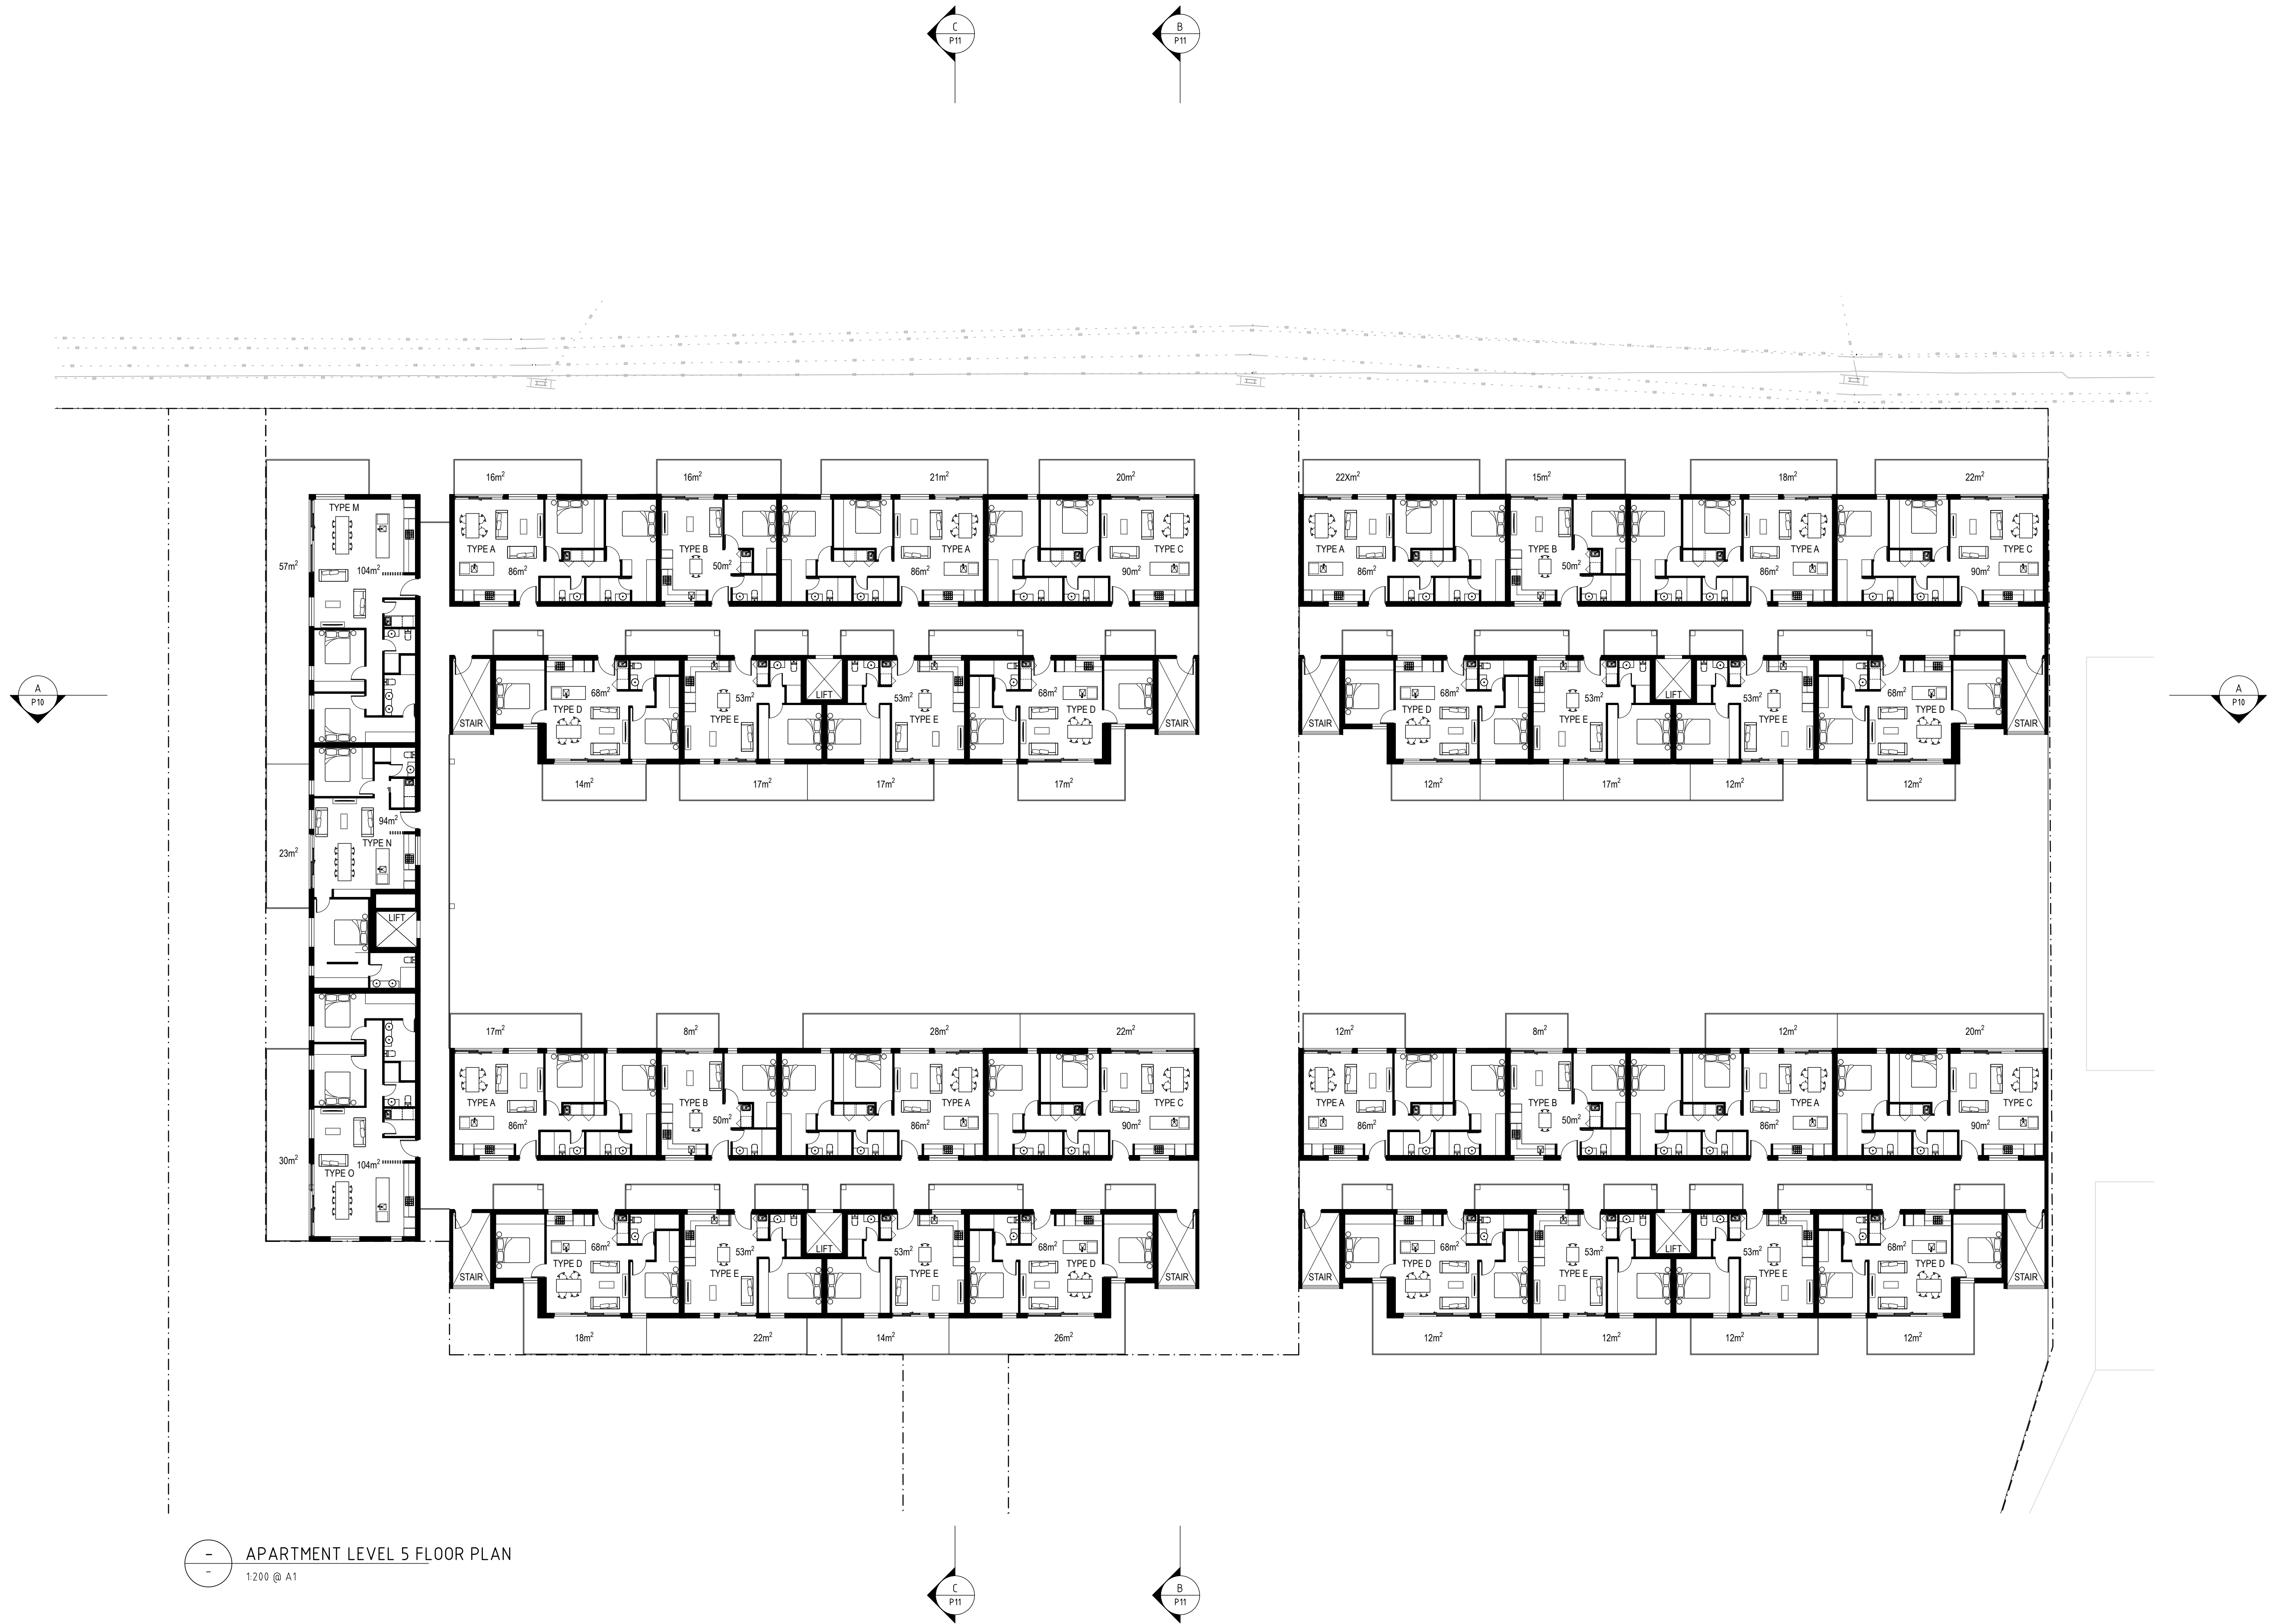 C
P11
B
P11
16m²
16m²
21m²
20m²
22Xm²
15m²
18m²
22m²
TYPE M
104m²
57m²
TYPE A
86m²
TYPE B
50m²
TYPE A
86m²
TYPE C
90m²
TYPE A
86m²
TYPE B
50m²
TYPE A
86m²
TYPE C
90m²
A
P10
STAIR
68m²
TYPE D
53m²
TYPE E
LIFT
53m²
TYPE E
68m²
TYPE D
STAIR
STAIR
68m²
TYPE D
53m²
TYPE E
LIFT
53m²
TYPE E
68m²
TYPE D
STAIR
A
P10
14m²
17m²
17m²
17m²
12m²
17m²
12m²
12m²
94m²
TYPE N
23m²
LIFT
17m²
8m²
28m²
22m²
12m²
8m²
12m²
20m²
TYPE A
86m²
TYPE B
50m²
TYPE A
86m²
TYPE C
90m²
TYPE A
86m²
TYPE B
50m²
TYPE A
86m²
TYPE C
90m²
30m²
104m²
TYPE O
STAIR
68m²
TYPE D
53m²
TYPE E
LIFT
53m²
TYPE E
68m²
TYPE D
STAIR
STAIR
68m²
TYPE D
53m²
TYPE E
LIFT
53m²
TYPE E
68m²
TYPE D
STAIR
18m²
22m²
14m²
26m²
12m²
12m²
12m²
12m²
APARTMENT LEVEL 5 FLOOR PLAN
1:200 @ A1
C
P11
B
P11